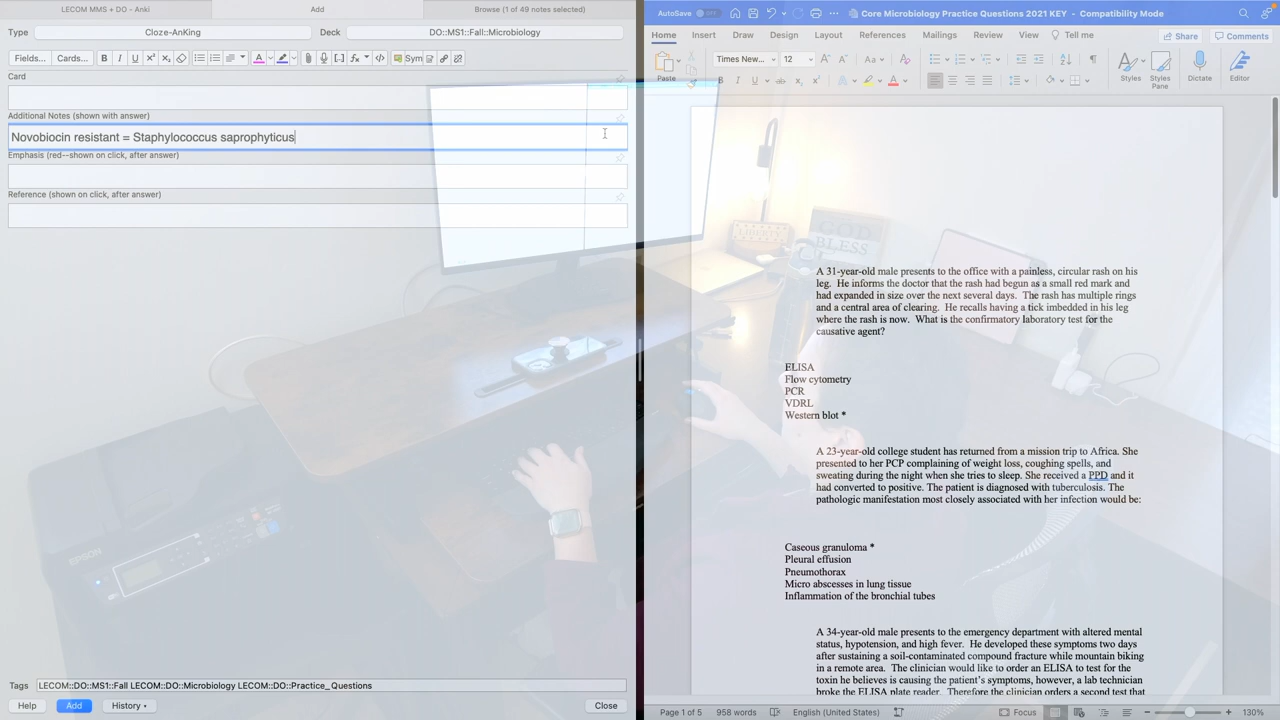 LECOM MMS + DO - Anki
Add
Browse (1 of 49 notes selected)
Type
Cloze-AnKing
Deck
DO::MS1::Fall::Microbiology
Fields...
Cards...
Card
Additional Notes (shown with answer)
Novobiocin resistant = Staphylococcus saprophyticus
Emphasis (red--shown on click, after answer)
Reference (shown on click, after answer)
EPSON
Tags
LECOM::DO::MS1::Fall LECOM::DO::Microbiology LECOM::DO::Practice_Questions
Help
Add
History
Close
AutoSave OFF
Core Microbiology Practice Questions 2021 KEY - Compatibility Mode
Home Insert Draw Design Layout References Mailings Review View Tell me
Share
Comments
Paste
Times New...
12
Styles
Styles Pane
Dictate
Editor
LIBERTY
GOD
BLESS
A 31-year-old male presents to the office with a painless, circular rash on his
leg. He informs the doctor that the rash had begun as a small red mark and
had expanded in size over the next several days. The rash has multiple rings
and a central area of clearing. He recalls having a tick imbedded in his leg
where the rash is now. What is the confirmatory laboratory test for the
causative agent?
ELISA
Flow cytometry
PCR
VDRL
Western blot *
A 23-year-old college student has returned from a mission trip to Africa. She
presented to her PCP complaining of weight loss, coughing spells, and
sweating during the night when she tries to sleep. She received a PPD and it
had converted to positive. The patient is diagnosed with tuberculosis. The
pathologic manifestation most closely associated with her infection would be:
Caseous granuloma *
Pleural effusion
Pneumothorax
Micro abscesses in lung tissue
Inflammation of the bronchial tubes
A 34-year-old male presents to the emergency department with altered mental
status, hypotension, and high fever. He developed these symptoms two days
after sustaining a soil-contaminated compound fracture while mountain biking
in a remote area. The clinician would like to order an ELISA to test for the
toxin he believes is causing the patient's symptoms, however, a lab technician
broke the ELISA plate reader. Therefore the clinician orders a second test that
Page 1 of 5
958 words
English (United States)
Focus
130%